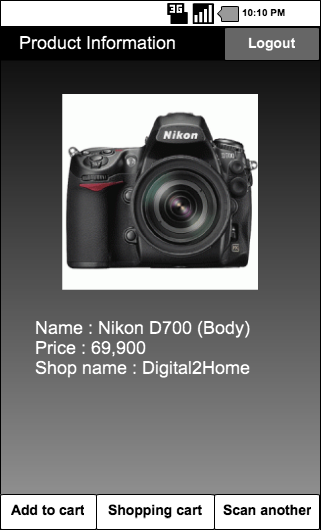 3G 10:10 PM
Product Information Logout
Nikon
D700
Name : Nikon D700 (Body)
Price : 69,900
Shop name : Digital2Home
Add to cart Shopping cart Scan another